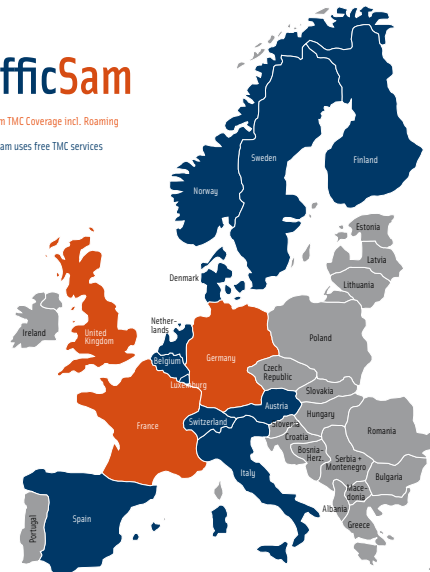 fficSam
m TMC Coverage incl. Roaming
am uses free TMC services
Sweden
Finland
Norway
Estonia
Latvia
Lithuania
Denmark
Ireland
United
Kingdom
Nether-
lands
Belgium
Luxemburg
Germany
Poland
Czech
Republic
Slovakia
Austria
Hungary
France
Switzerland
Slovenia
Croatia
Romania
Bosnia-
Herz.
Serbia +
Montenegro
Italy
Bulgaria
Mace-
donia
Albania
Greece
Portugal
Spain